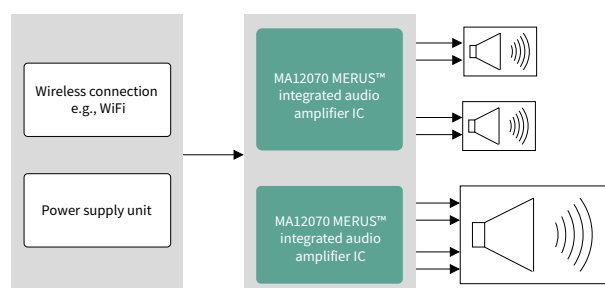 Wireless connection
e.g., WiFi
Power supply unit
MA12070 MERUS™
integrated audio
amplifier IC
MA12070 MERUS™
integrated audio
amplifier IC